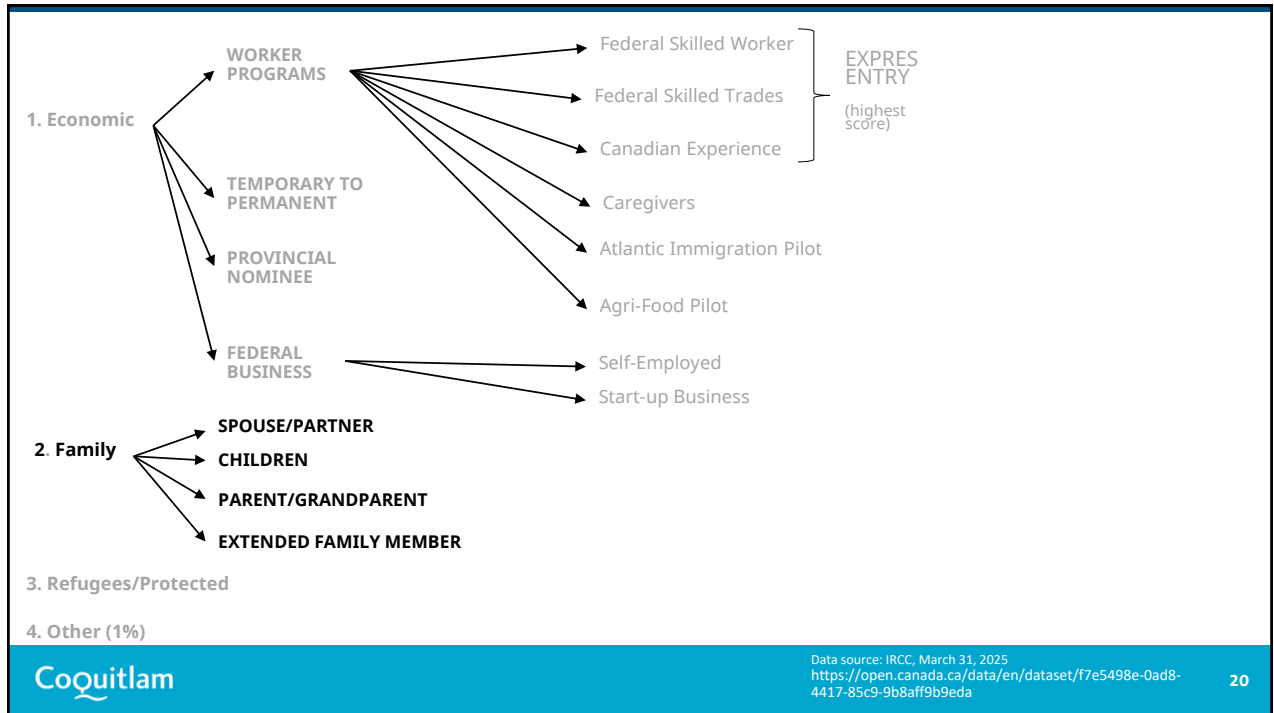 1. Economic
WORKER
PROGRAMS
TEMPORARY TO
PERMANENT
PROVINCIAL
NOMINEE
FEDERAL
BUSINESS
Federal Skilled Worker
Federal Skilled Trades
Canadian Experience
Caregivers
Atlantic Immigration Pilot
Agri-Food Pilot
Self-Employed
Start-up Business
EXPRES
ENTRY
(highest
score)
2. Family
SPOUSE/PARTNER
CHILDREN
PARENT/GRANDPARENT
EXTENDED FAMILY MEMBER
3. Refugees/Protected
4. Other (1%)
Coquitlam
Data source: IRCC, March 31, 2025
https://open.canada.ca/data/en/dataset/f7e5498e-0ad8-
4417-85c9-9b8aff9b9eda
20